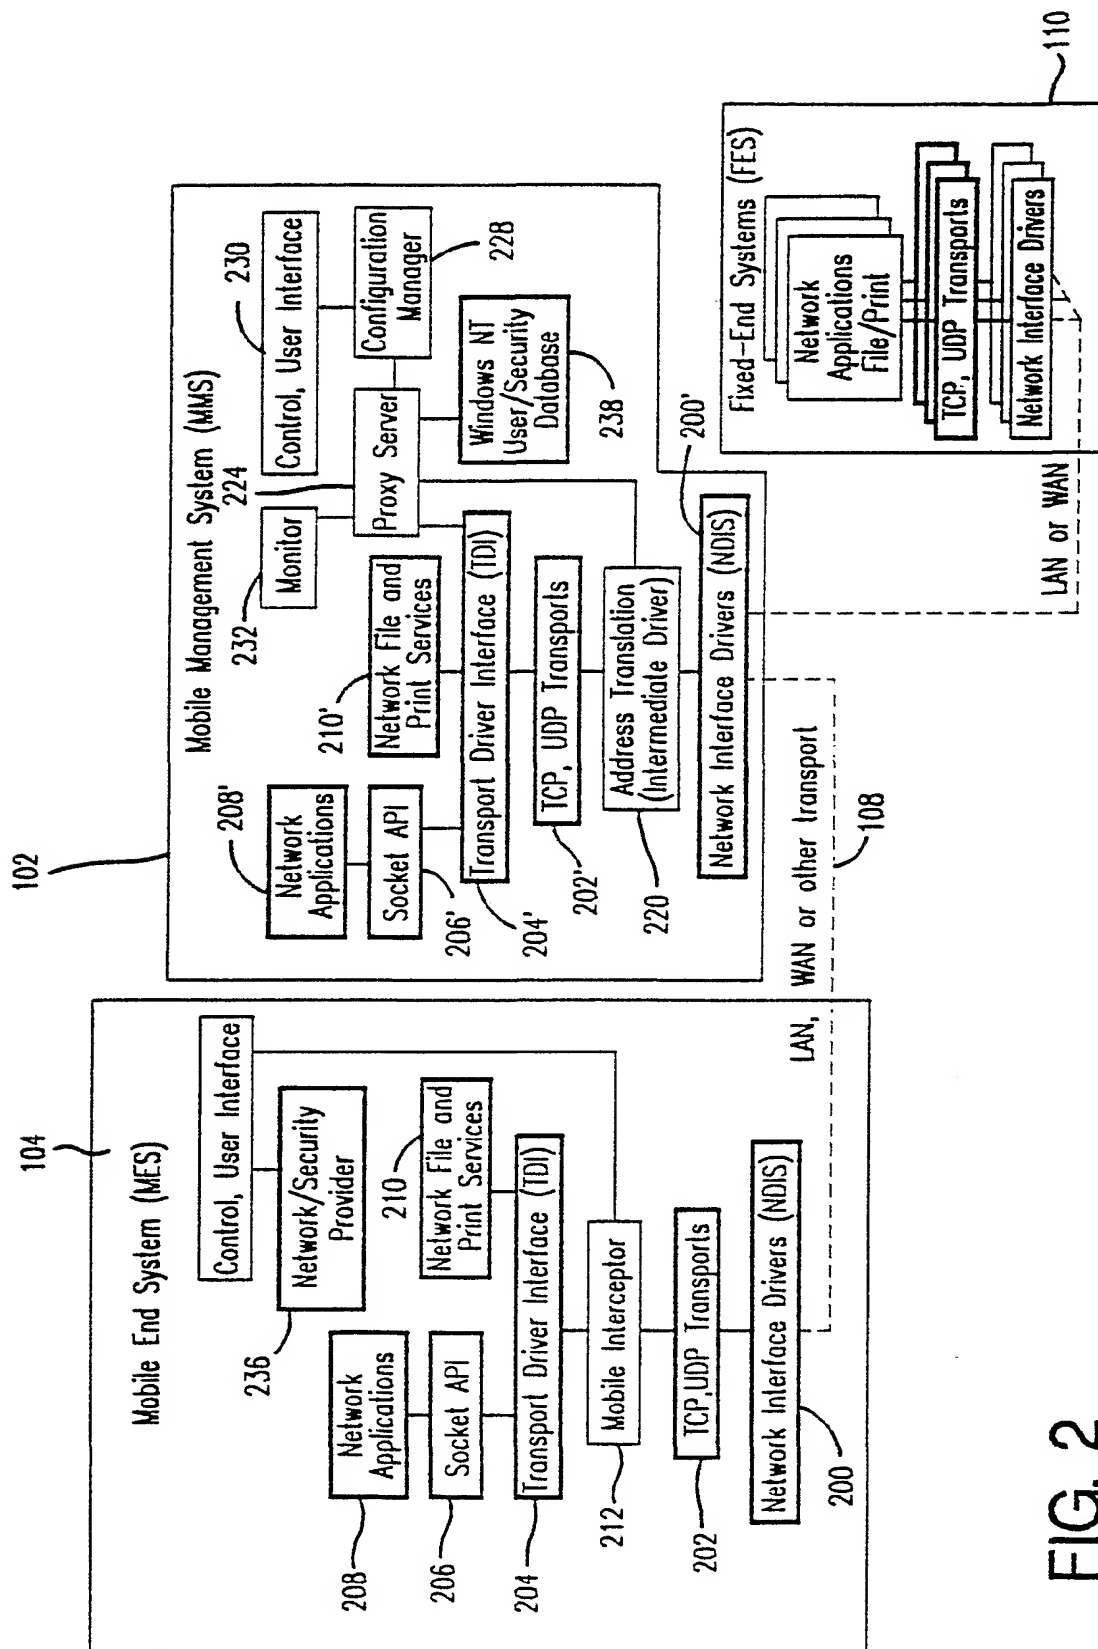 104
Mobile End System (MES)
Control, User Interface
236
Network/Security
Provider
208
Network
Applications
210
Network File and
Print Services
206
Socket API
204
Transport Driver Interface (TDI)
212
Mobile Interceptor
202
TCP,UDP Transports
Network Interface Drivers (NDIS)
200
LAN, WAN or other transport
108
102
Mobile Management System (MMS)
208'
Network
Applications
206'
Socket API
210'
Network File and
Print Services
232
Monitor
224
Proxy Server
230
Control, User Interface
Configuration
Manager
228
Windows NT
User/Security
Database
238
204'
Transport Driver Interface (TDI)
202'
TCP, UDP Transports
220
Address Translation
(Intermediate Driver)
200'
Network Interface Drivers (NDIS)
LAN or WAN
Fixed-End Systems (FES)
Network
Applications
File/Print
TCP, UDP Transports
Network Interface Drivers
110
FIG. 2